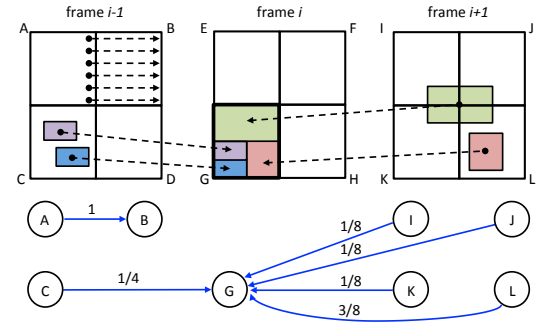 frame i-1 frame i frame i+1
A B E F I J
C D G H K L
1 1/8
A B I J
1/8
1/4 1/8
C G K L
3/8